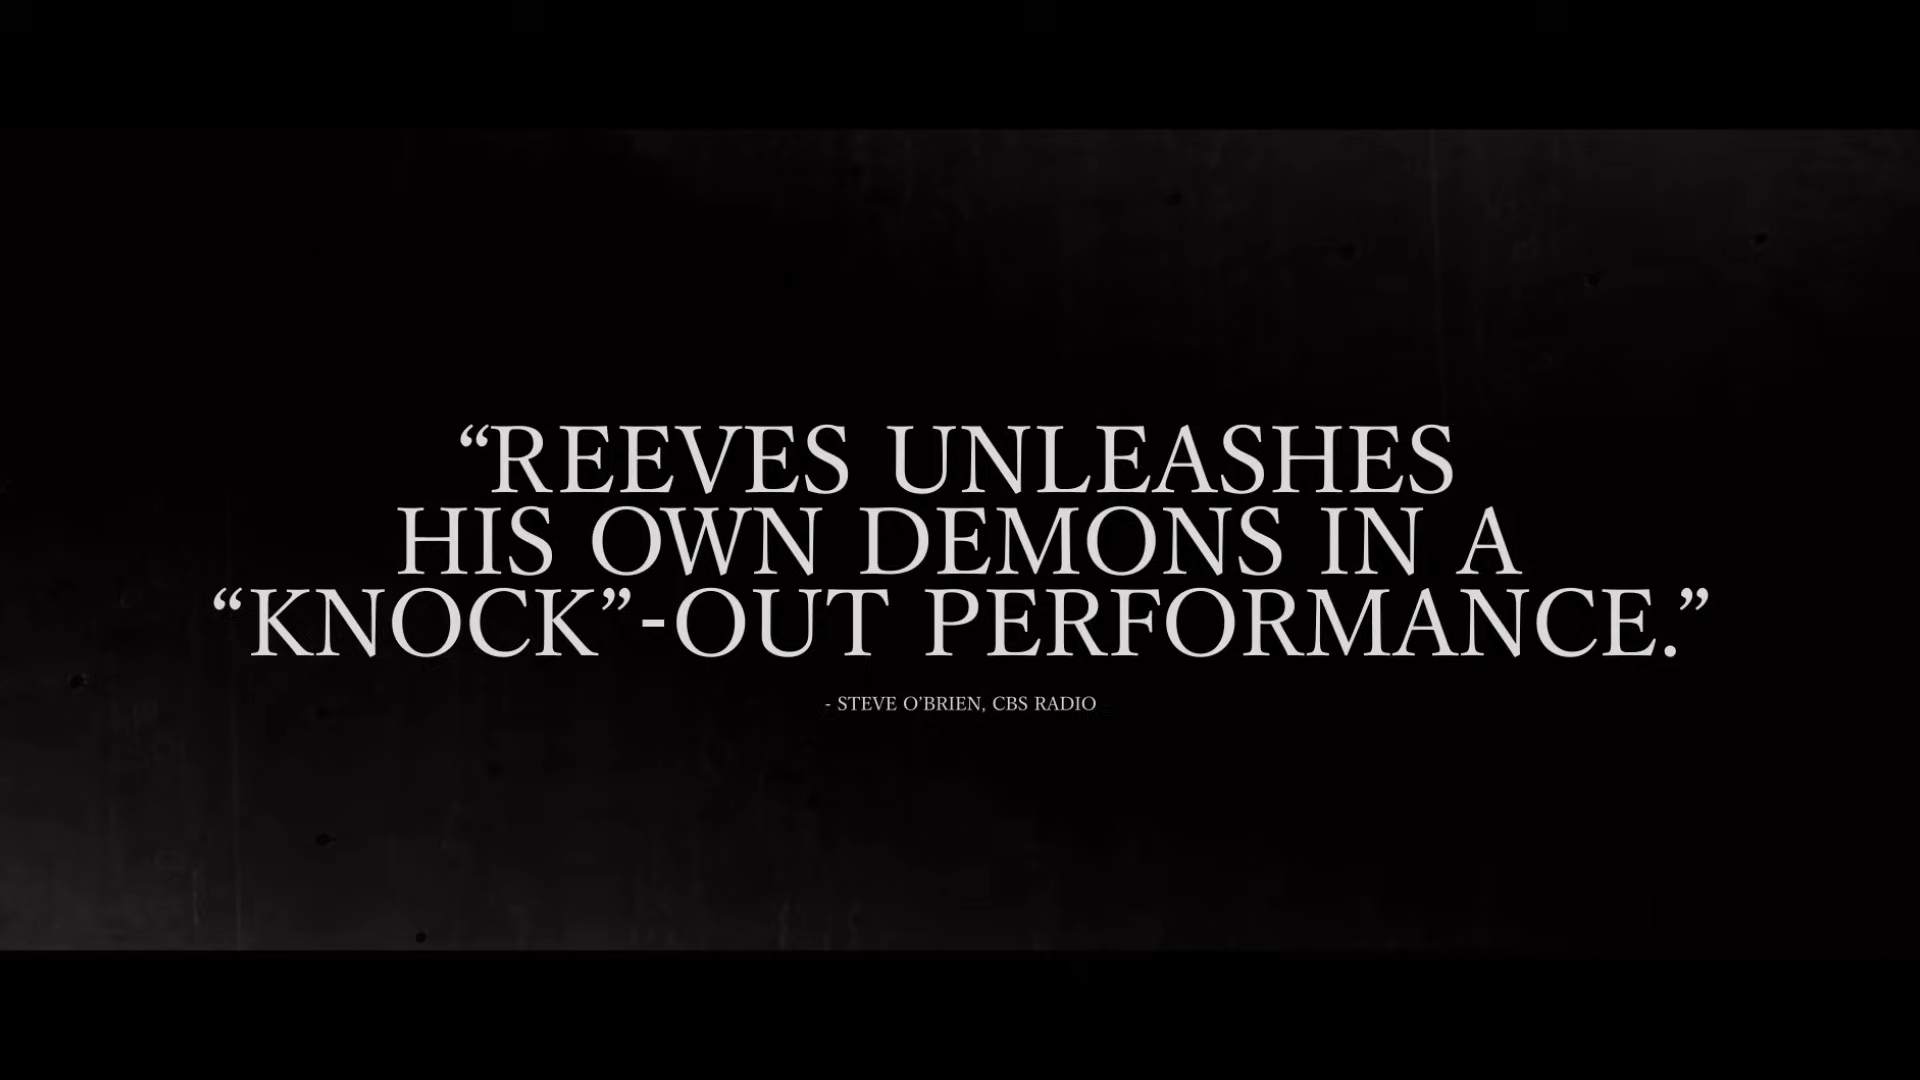 “REEVES UNLEASHES
HIS OWN DEMONS IN A
“KNOCK”-OUT PERFORMANCE.”
- STEVE O’BRIEN, CBS RADIO